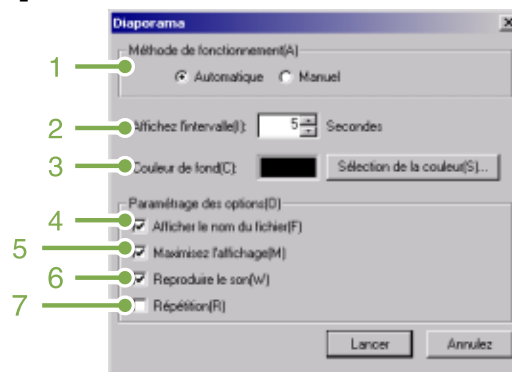 Diaporama
Méthode de fonctionnement(A)
1
Automatique Manuel
2 Affichez l'intervalle(I): 5 Secondes
3 Couleur de fond(C): Sélection de la couleur(S)...
Paramétrage des options(O)
4 Afficher le nom du fichier(F)
5 Maximisez l'affichage(M)
6 Reproduire le son(W)
7 Répétition(R)
Lancer Annulez